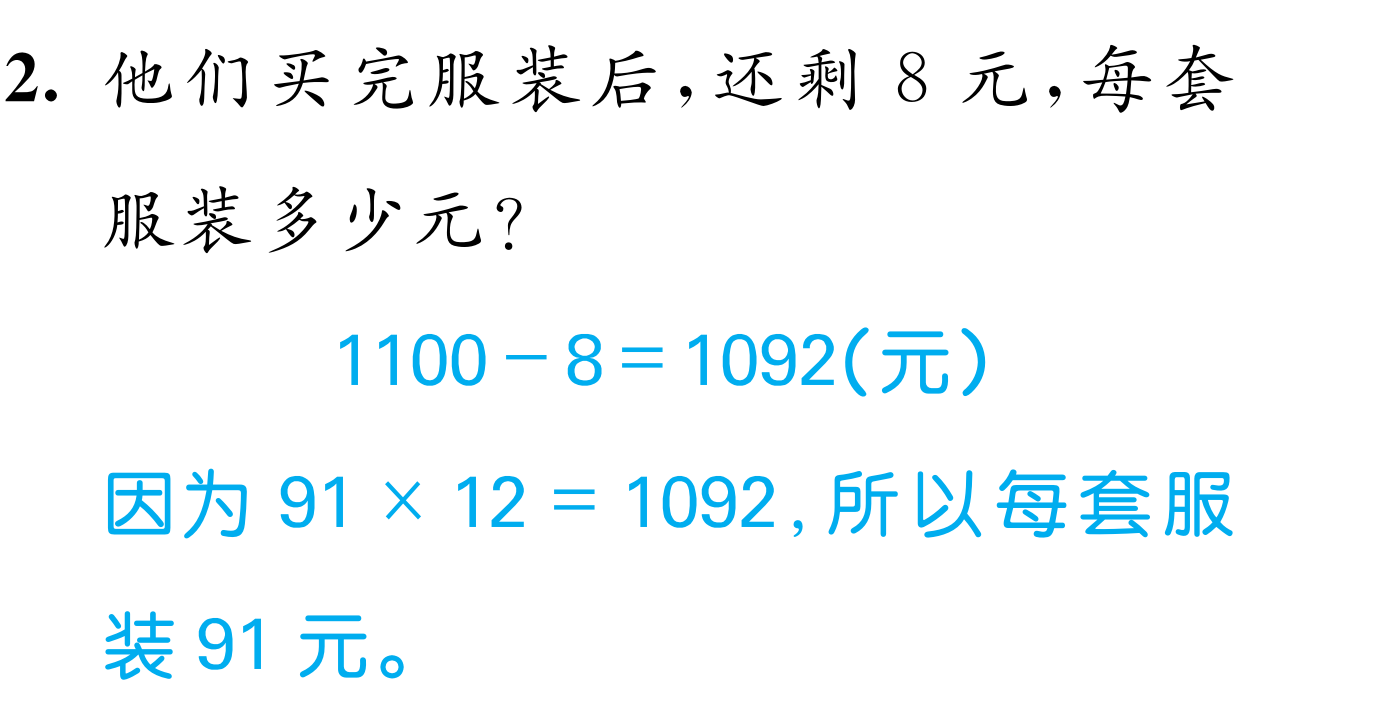 2. 他们买完服装后,还剩 8 元,每套
服装多少元?
1100-8=1092(元)
因为 91 × 12 = 1092,所以每套服
装 91 元。